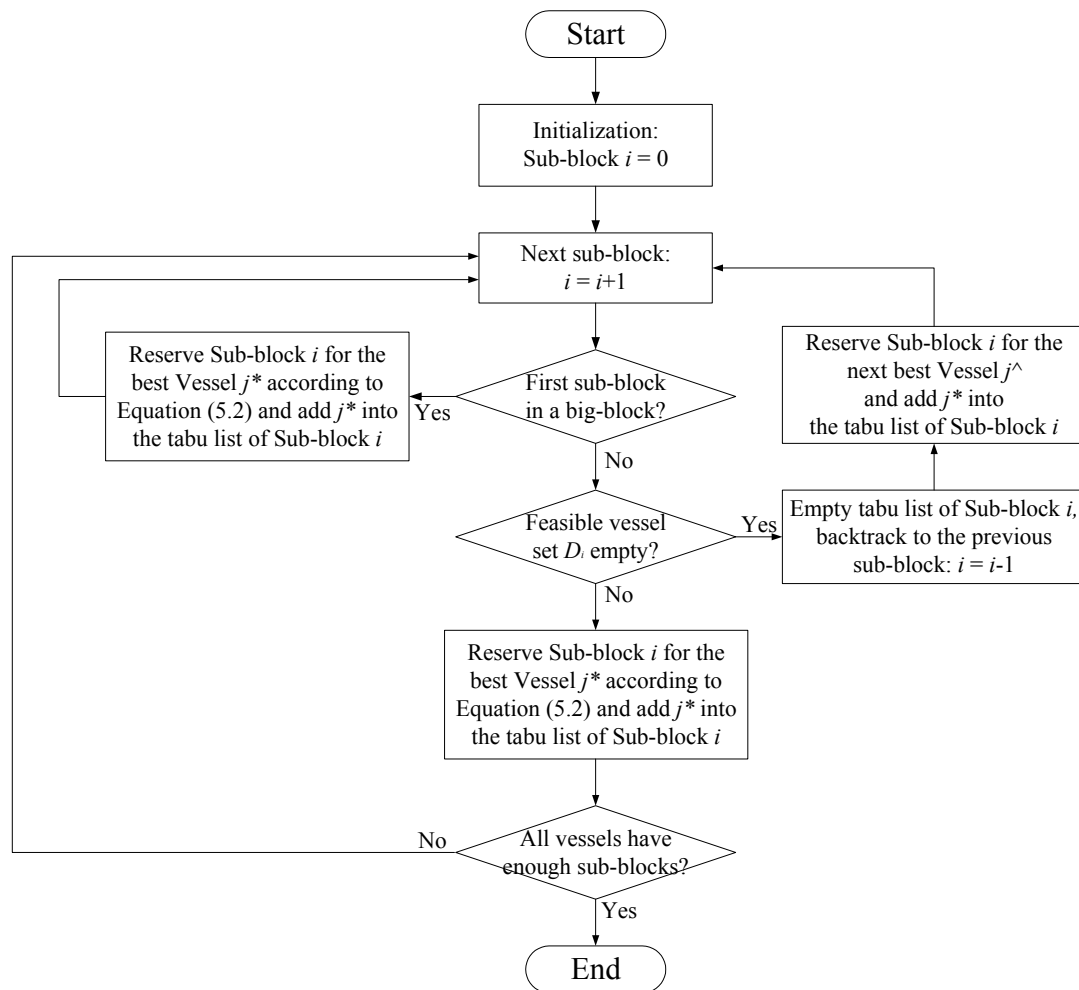 Start
Initialization:
Sub-block i = 0
Next sub-block:
i = i+1
First sub-block
in a big-block?
Yes
Reserve Sub-block i for the
best Vessel j* according to
Equation (5.2) and add j* into
the tabu list of Sub-block i
No
Feasible vessel
set Di empty?
Yes
Empty tabu list of Sub-block i,
backtrack to the previous
sub-block: i = i-1
Reserve Sub-block i for the
next best Vessel j^
and add j* into
the tabu list of Sub-block i
No
Reserve Sub-block i for the
best Vessel j* according to
Equation (5.2) and add j* into
the tabu list of Sub-block i
All vessels have
enough sub-blocks?
No
Yes
End